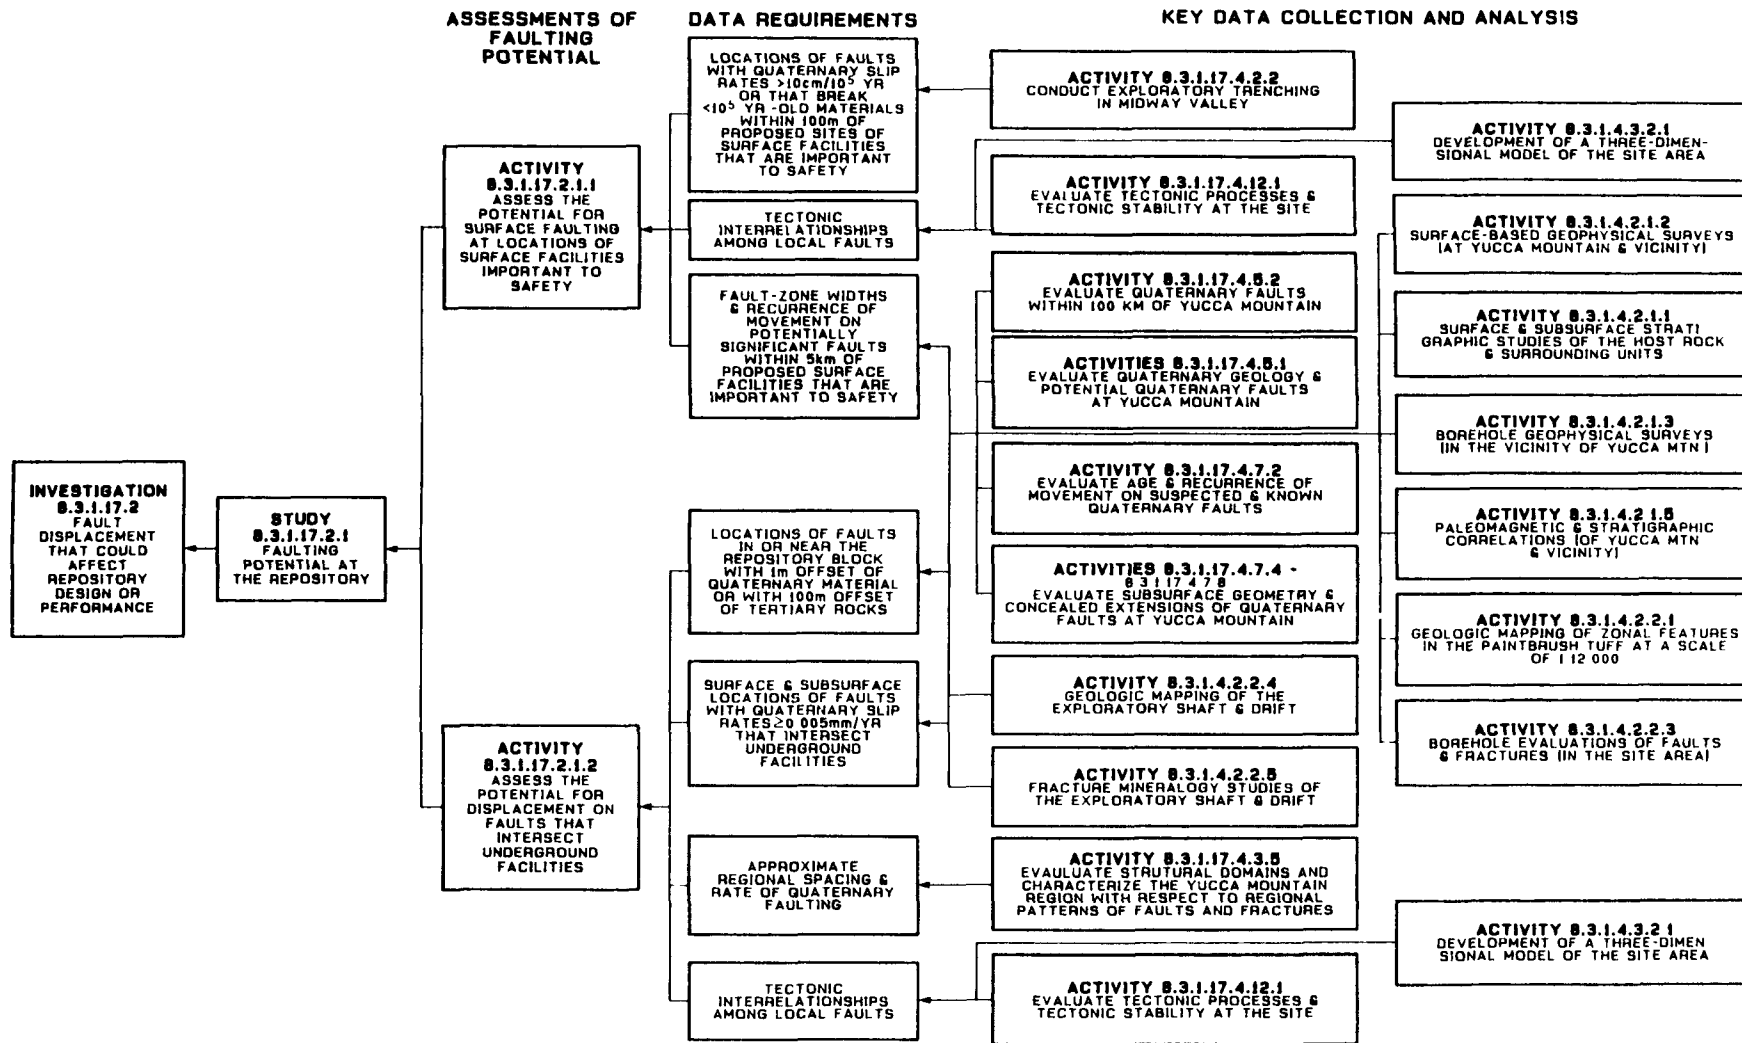 ASSESSMENTS OF
FAULTING
POTENTIAL
DATA REQUIREMENTS
KEY DATA COLLECTION AND ANALYSIS
INVESTIGATION
8.3.1.17.2
FAULT
DISPLACEMENT
THAT COULD
AFFECT
REPOSITORY
DESIGN OR
PERFORMANCE
STUDY
8.3.1.17.2.1
FAULTING
POTENTIAL AT
THE REPOSITORY
ACTIVITY
8.3.1.17.2.1.1
ASSESS THE
POTENTIAL FOR
SURFACE FAULTING
AT LOCATIONS OF
SURFACE FACILITIES
IMPORTANT TO
SAFETY
ACTIVITY
8.3.1.17.2.1.2
ASSESS THE
POTENTIAL FOR
DISPLACEMENT ON
FAULTS THAT
INTERSECT
UNDERGROUND
FACILITIES
LOCATIONS OF FAULTS
WITH QUATERNARY SLIP
RATES >10cm/10⁵ YR
OR THAT BREAK
<10⁵ YR -OLD MATERIALS
WITHIN 100m OF
PROPOSED SITES OF
SURFACE FACILITIES
THAT ARE IMPORTANT
TO SAFETY
TECTONIC
INTERRELATIONSHIPS
AMONG LOCAL FAULTS
FAULT-ZONE WIDTHS
& RECURRENCE OF
MOVEMENT ON
POTENTIALLY
SIGNIFICANT FAULTS
WITHIN 5km OF
PROPOSED SURFACE
FACILITIES THAT ARE
IMPORTANT TO SAFETY
LOCATIONS OF FAULTS
IN OR NEAR THE
REPOSITORY BLOCK
WITH 1m OFFSET OF
QUATERNARY MATERIAL
OR WITH 100m OFFSET
OF TERTIARY ROCKS
SURFACE & SUBSURFACE
LOCATIONS OF FAULTS
WITH QUATERNARY SLIP
RATES ≥0 005mm/YR
THAT INTERSECT
UNDERGROUND
FACILITIES
APPROXIMATE
REGIONAL SPACING &
RATE OF QUATERNARY
FAULTING
TECTONIC
INTERRELATIONSHIPS
AMONG LOCAL FAULTS
ACTIVITY 8.3.1.17.4.2.2
CONDUCT EXPLORATORY TRENCHING
IN MIDWAY VALLEY
ACTIVITY 8.3.1.17.4.12.1
EVALUATE TECTONIC PROCESSES &
TECTONIC STABILITY AT THE SITE
ACTIVITY 8.3.1.17.4.5.2
EVALUATE QUATERNARY FAULTS
WITHIN 100 KM OF YUCCA MOUNTAIN
ACTIVITIES 8.3.1.17.4.5.1
EVALUATE QUATERNARY GEOLOGY &
POTENTIAL QUATERNARY FAULTS
AT YUCCA MOUNTAIN
ACTIVITY 8.3.1.17.4.7.2
EVALUATE AGE & RECURRENCE OF
MOVEMENT ON SUSPECTED & KNOWN
QUATERNARY FAULTS
ACTIVITIES 8.3.1.17.4.7.4 -
8 3 1 17 4 7 8
EVALUATE SUBSURFACE GEOMETRY &
CONCEALED EXTENSIONS OF QUATERNARY
FAULTS AT YUCCA MOUNTAIN
ACTIVITY 8.3.1.4.2.2.4
GEOLOGIC MAPPING OF THE
EXPLORATORY SHAFT & DRIFT
ACTIVITY 8.3.1.4.2.2.5
FRACTURE MINERALOGY STUDIES
OF THE EXPLORATORY SHAFT & DRIFT
ACTIVITY 8.3.1.17.4.3.5
EVAULUATE STRUTURAL DOMAINS AND
CHARACTERIZE THE YUCCA MOUNTAIN
REGION WITH RESPECT TO REGIONAL
PATTERNS OF FAULTS AND FRACTURES
ACTIVITY 8.3.1.17.4.12.1
EVALUATE TECTONIC PROCESSES &
TECTONIC STABILITY AT THE SITE
ACTIVITY 8.3.1.4.3.2.1
DEVELOPMENT OF A THREE-DIMEN-
SIONAL MODEL OF THE SITE AREA
ACTIVITY 8.3.1.4.2.1.2
SURFACE-BASED GEOPHYSICAL SURVEYS
(AT YUCCA MOUNTAIN & VICINITY)
ACTIVITY 8.3.1.4.2.1.1
SURFACE & SUBSURFACE STRATI
GRAPHIC STUDIES OF THE HOST ROCK
& SURROUNDING UNITS
ACTIVITY 8.3.1.4.2.1.3
BOREHOLE GEOPHYSICAL SURVEYS
(IN THE VICINITY OF YUCCA MTN)
ACTIVITY 8.3.1.4.2 1.5
PALEOMAGNETIC & STRATIGRAPHIC
CORRELATIONS (OF YUCCA MTN
& VICINITY)
ACTIVITY 8.3.1.4.2.2.1
GEOLOGIC MAPPING OF ZONAL FEATURES
IN THE PAINTBRUSH TUFF AT A SCALE
OF 1 12 000
ACTIVITY 8.3.1.4.2.2.3
BOREHOLE EVALUATIONS OF FAULTS
& FRACTURES (IN THE SITE AREA)
ACTIVITY 8.3.1.4.3.2 1
DEVELOPMENT OF A THREE-DIMEN
SIONAL MODEL OF THE SITE AREA